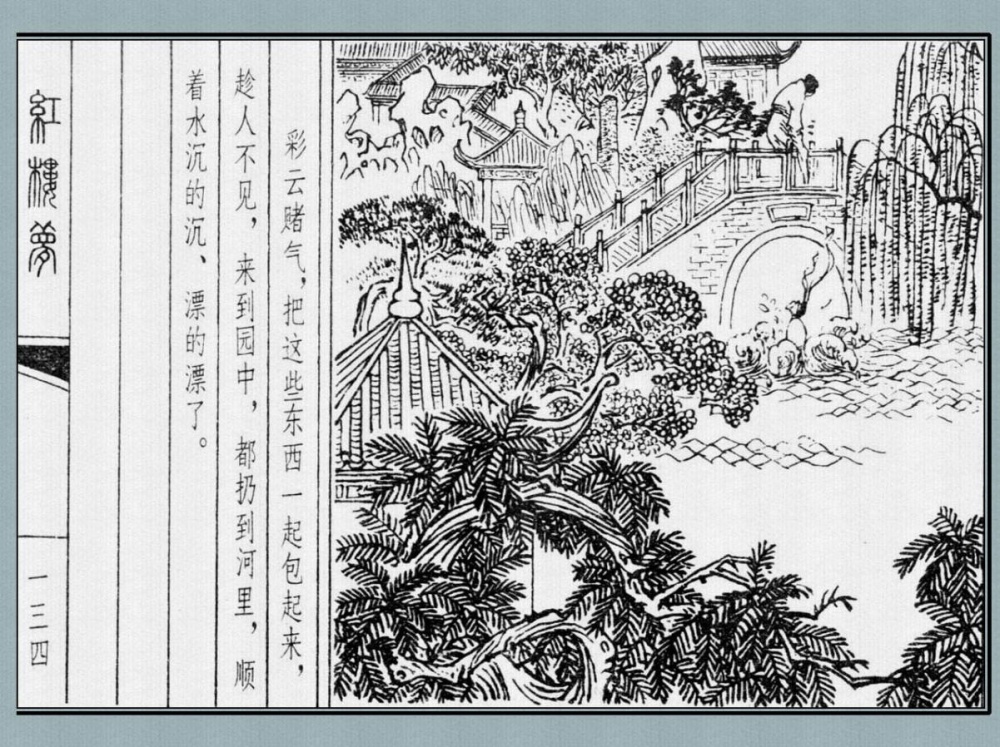 彩云赌气，把这些东西一起包起来，
趁人不见，来到园中，都扔到河里，顺
着水沉的沉、漂的漂了。
红楼梦
一三四